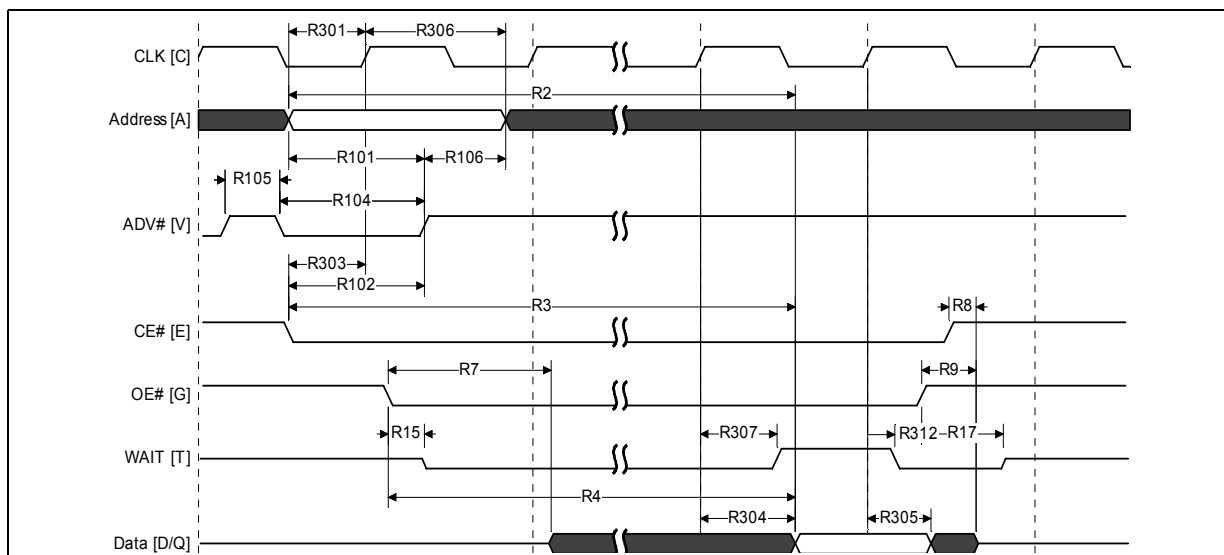 R301 R306
CLK [C]
R2
Address [A]
R101 R106
R105
R104
ADV# [V]
R303
R102
R3
R8
CE# [E]
R7
R9
OE# [G]
R15
R307
R312 R17
WAIT [T]
R4
R304
R305
Data [D/Q]